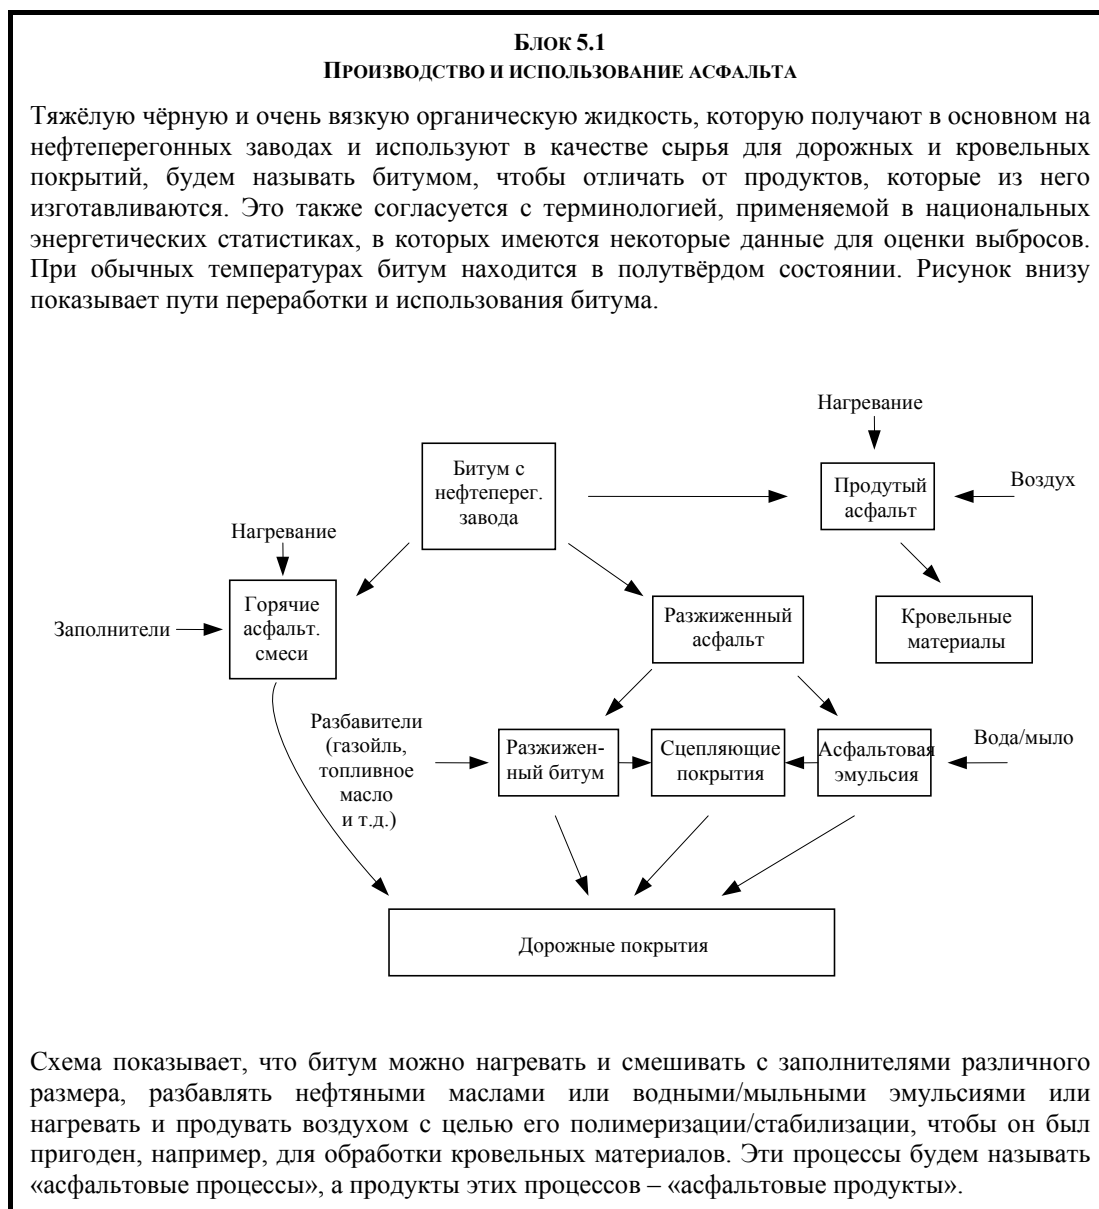 БЛОК 5.1
ПРОИЗВОДСТВО И ИСПОЛЬЗОВАНИЕ АСФАЛЬТА
Тяжёлую чёрную и очень вязкую органическую жидкость, которую получают в основном на
нефтеперегонных заводах и используют в качестве сырья для дорожных и кровельных
покрытий, будем называть битумом, чтобы отличать от продуктов, которые из него
изготавливаются. Это также согласуется с терминологией, применяемой в национальных
энергетических статистиках, в которых имеются некоторые данные для оценки выбросов.
При обычных температурах битум находится в полутвёрдом состоянии. Рисунок внизу
показывает пути переработки и использования битума.
Нагревание
Битум с
нефтеперег.
завода
Продутый
асфальт
Воздух
Нагревание
Заполнители
Горячие
асфальт.
смеси
Разжиженный
асфальт
Кровельные
материалы
Разбавители
(газойль,
топливное
масло
и т.д.)
Разжижен-
ный битум
Сцепляющие
покрытия
Асфальтовая
эмульсия
Вода/мыло
Дорожные покрытия
Схема показывает, что битум можно нагревать и смешивать с заполнителями различного
размера, разбавлять нефтяными маслами или водными/мыльными эмульсиями или
нагревать и продувать воздухом с целью его полимеризации/стабилизации, чтобы он был
пригоден, например, для обработки кровельных материалов. Эти процессы будем называть
«асфальтовые процессы», а продукты этих процессов – «асфальтовые продукты».